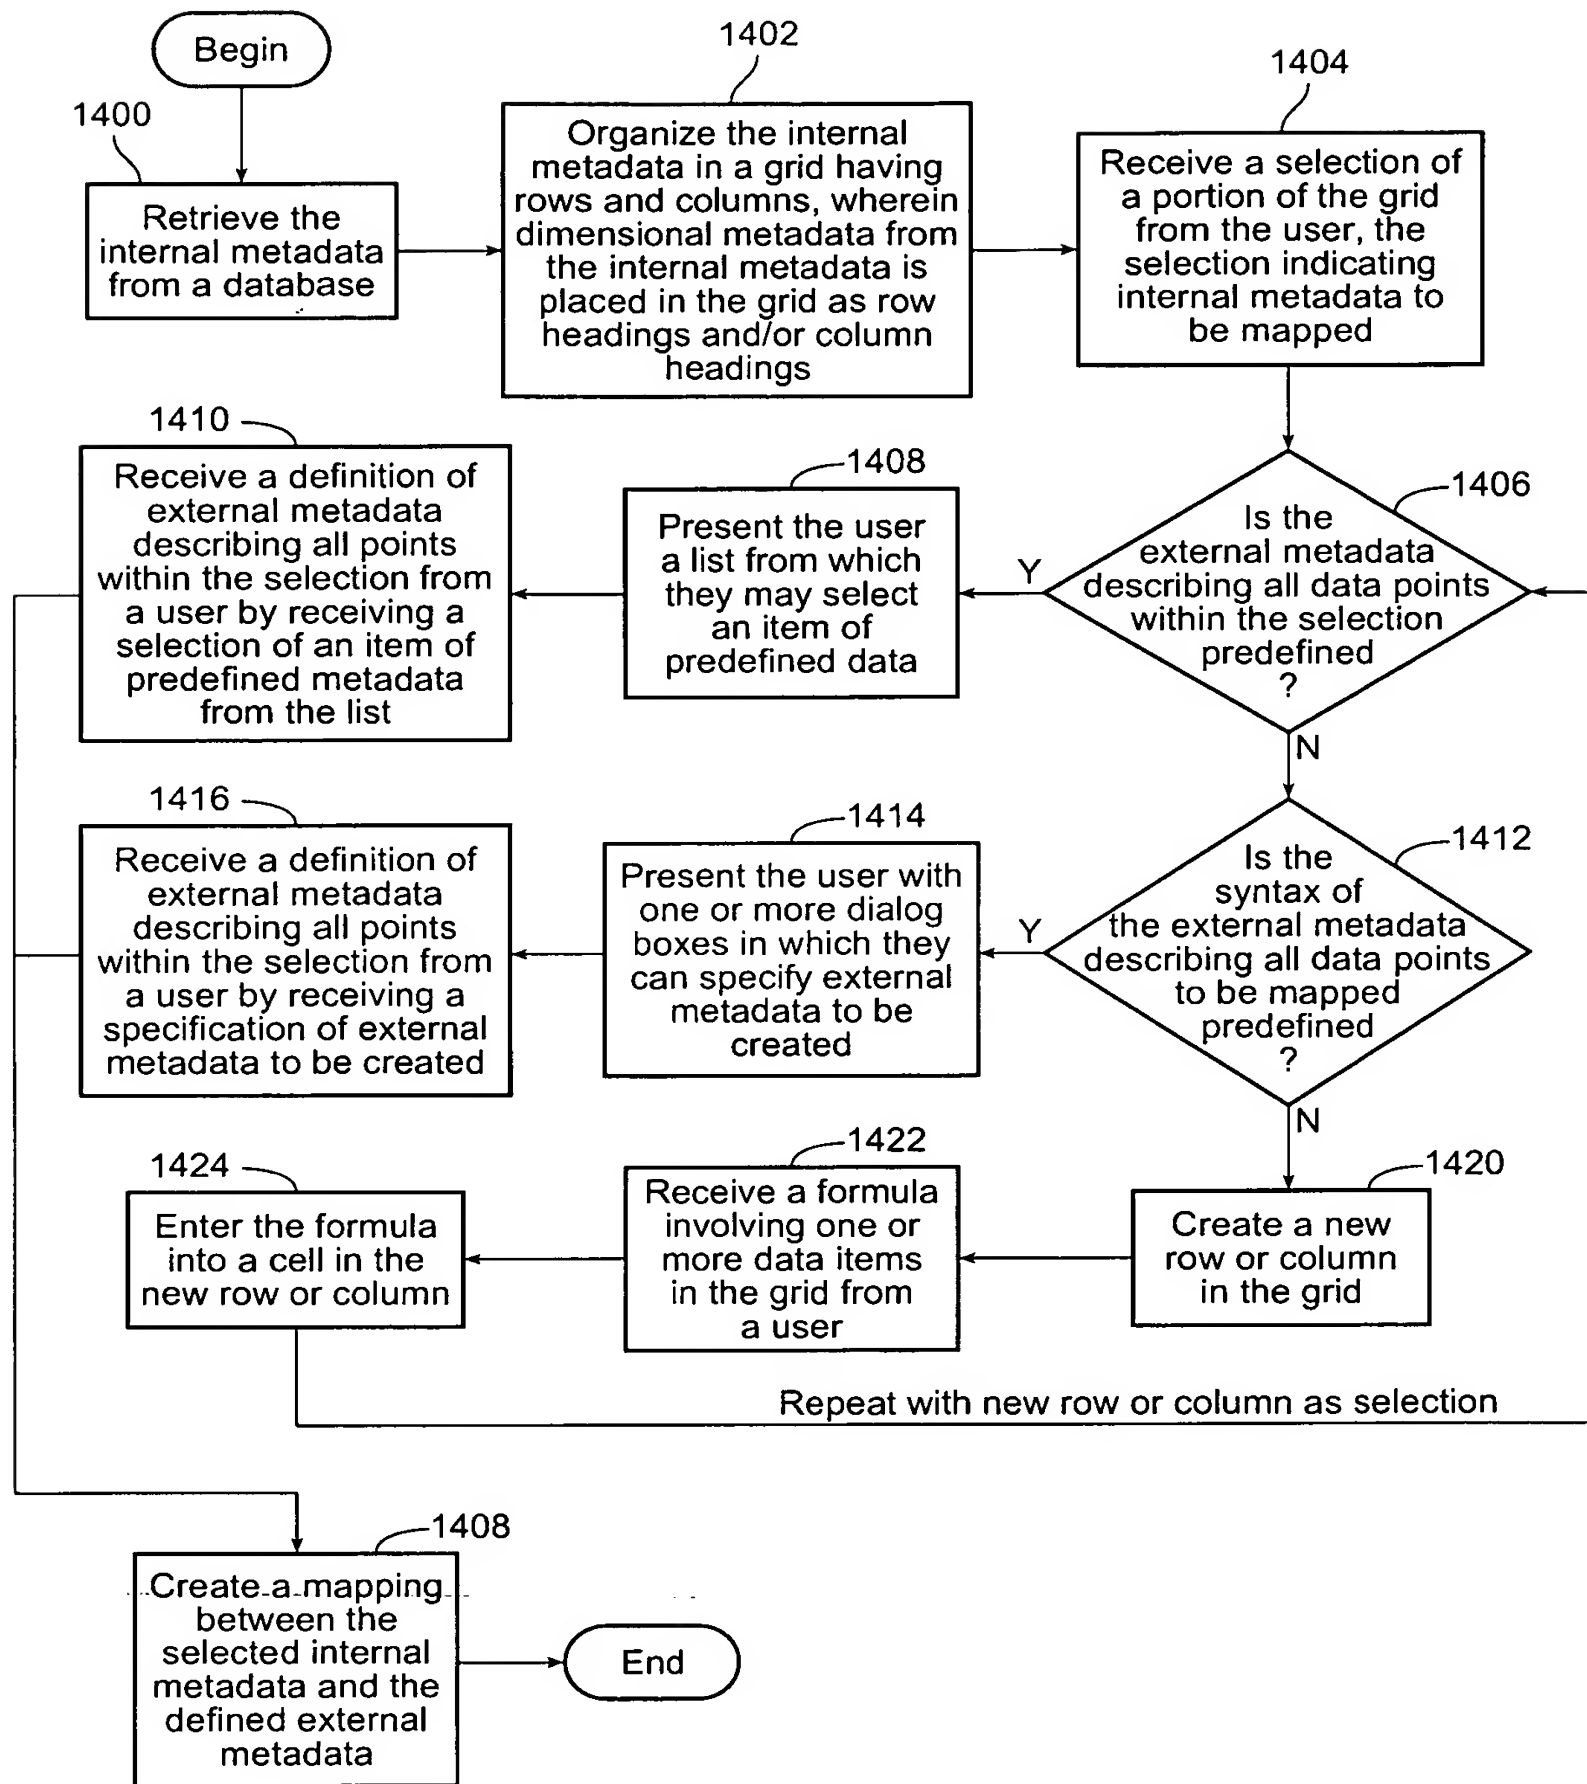 Begin
1400
Retrieve the
internal metadata
from a database
1402
Organize the internal
metadata in a grid having
rows and columns, wherein
dimensional metadata from
the internal metadata is
placed in the grid as row
headings and/or column
headings
1404
Receive a selection of
a portion of the grid
from the user, the
selection indicating
internal metadata to
be mapped
1406
Is the
external metadata
describing all data points
within the selection
predefined
?
Y
N
1408
Present the user
a list from which
they may select
an item of
predefined data
1410
Receive a definition of
external metadata
describing all points
within the selection from
a user by receiving a
selection of an item of
predefined metadata
from the list
1412
Is the
syntax of
the external metadata
describing all data points
to be mapped
predefined
?
Y
N
1414
Present the user with
one or more dialog
boxes in which they
can specify external
metadata to be
created
1416
Receive a definition of
external metadata
describing all points
within the selection from
a user by receiving a
specification of external
metadata to be created
1420
Create a new
row or column
in the grid
1422
Receive a formula
involving one or
more data items
in the grid from
a user
1424
Enter the formula
into a cell in the
new row or column
Repeat with new row or column as selection
1408
Create a mapping
between the
selected internal
metadata and the
defined external
metadata
End